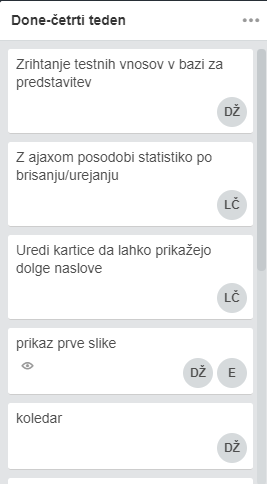 Done-četrti teden
Zrihtanje testnih vnosov v bazi za
predstavitev
DŽ
Z ajaxom posodobi statistiko po
brisanju/urejanju
LČ
Uredi kartice da lahko prikažejo
dolge naslove
LČ
prikaz prve slike
DŽ E
koledar
DŽ